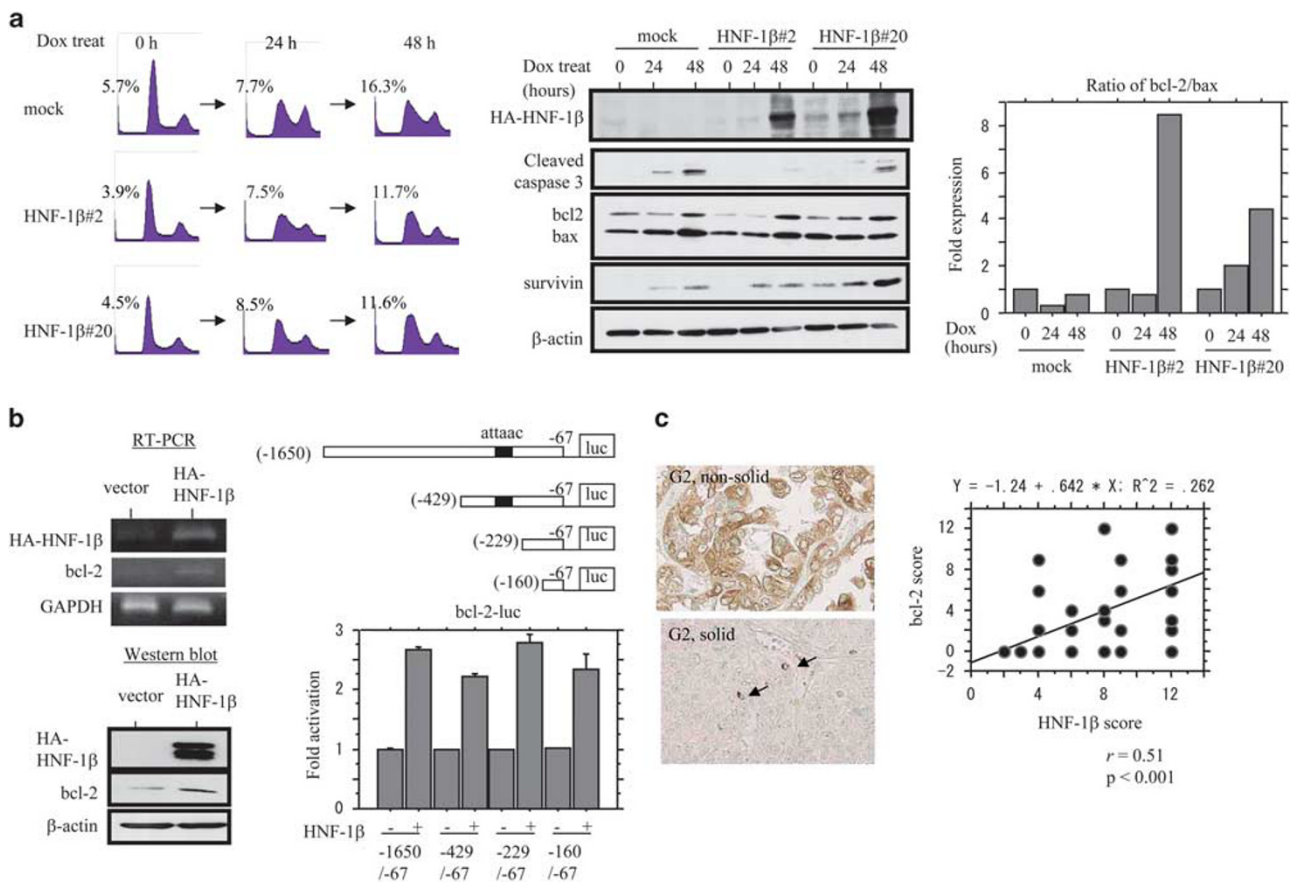 a
Dox treat 0 h 24 h 48 h
mock 5.7% 7.7% 16.3%
HNF-1β#2 3.9% 7.5% 11.7%
HNF-1β#20 4.5% 8.5% 11.6%
mock HNF-1β#2 HNF-1β#20
Dox treat 0 24 48 0 24 48 0 24 48
(hours)
HA-HNF-1β
Cleaved
caspase 3
bcl2
bax
survivin
β-actin
Ratio of bcl-2/bax
Fold expression
8
6
4
2
0
Dox 0 24 48 0 24 48 0 24 48
(hours)
mock HNF-1β#2 HNF-1β#20
b
RT-PCR
vector HA-
HNF-1β
HA-HNF-1β
bcl-2
GAPDH
Western blot
vector HA-
HNF-1β
HA-
HNF-1β
bcl-2
β-actin
(-1650) attaac -67 luc
(-429) -67 luc
(-229) -67 luc
(-160) -67 luc
bcl-2-luc
Fold activation
3
2
1
0
HNF-1β - + - + - + - +
-1650 -429 -229 -160
/-67 /-67 /-67 /-67
c
G2, non-solid
G2, solid
Y = -1.24 + .642 * X: R^2 = .262
bcl-2 score
12
8
4
0
-2
0 4 8 12
HNF-1β score
r = 0.51
p < 0.001